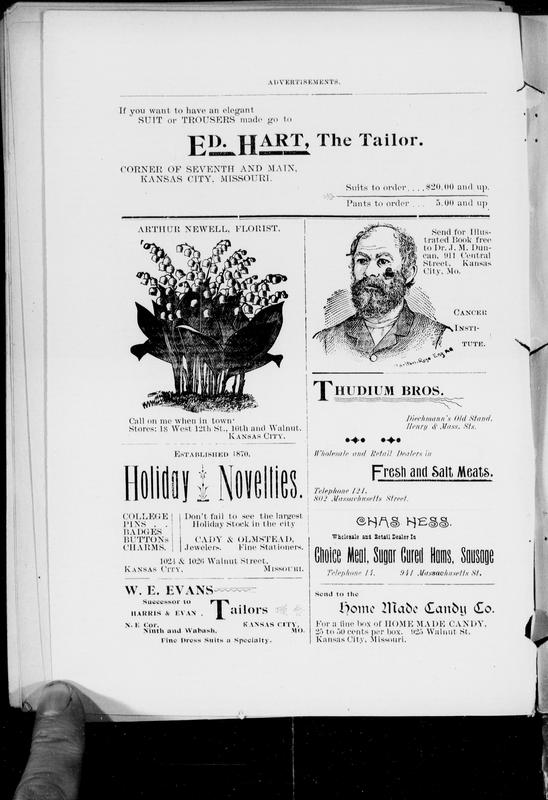 ADVERTISEMENTS.
If you want to have an elegant
SUIT or TROUSERS made go to
ED. HART, The Tailor.
CORNER OF SEVENTH AND MAIN,
KANSAS CITY, MISSOURI.
Suits to order....$20.00 and up.
Pants to order ... 5.00 and up
ARTHUR NEWELL, FLORIST.
Call on me when in town
Stores: 18 West 12th St., 10th and Walnut.
KANSAS CITY.
Send for Illus-
trated Book free
to Dr. J. M. Dun-
can, 911 Central
Street, Kansas
City, Mo.
CANCER
INSTI-
TUTE.
THUDIUM BROS.
Diechmann's Old Stand,
Henry & Mass. Sts.
Wholesale and Retail Dealers in
Fresh and Salt Meats.
Telephone 121.
802 Massachusetts Street.
ESTABLISHED 1870.
Holiday Novelties.
COLLEGE
PINS . .
BADGES
BUTTONS
CHARMS.
Don't fail to see the largest
Holiday Stock in the city
CADY & OLMSTEAD,
Jewelers. Fine Stationers.
1024 & 1026 Walnut Street,
KANSAS CITY, MISSOURI.
CHAS HESS.
Wholesale and Retail Dealer In
Choice Meat, Sugar Cured Hams, Sausage
Telephone 14. 941 Massachusetts St.
W. E. EVANS
Successor to
HARRIS & EVAN .
Tailors
N. E Cor.
Ninth and Wabash,
KANSAS CITY,
MO.
Fine Dress Suits a Specialty.
Send to the
Home Made Candy Co.
For a fine box of HOME MADE CANDY,
25 to 50 cents per box. 925 Walnut St.
Kansas City, Missouri.